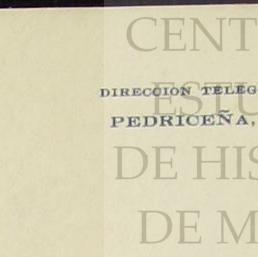 CENT
DIRECCION TELEG
ESTU
PEDRICEÑA,
DE HIS
DE M